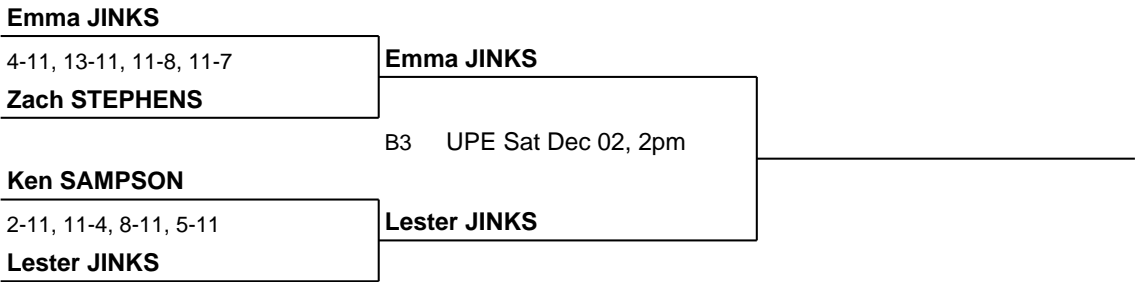 Emma JINKS
4-11, 13-11, 11-8, 11-7
Emma JINKS
Zach STEPHENS
B3 UPE Sat Dec 02, 2pm
Ken SAMPSON
2-11, 11-4, 8-11, 5-11
Lester JINKS
Lester JINKS